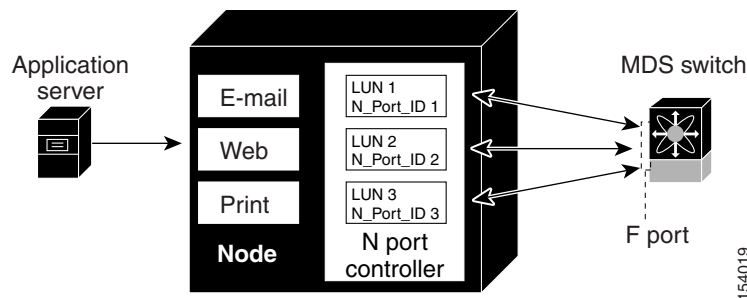 Application
server
E-mail
Web
Print
Node
LUN 1
N_Port_ID 1
LUN 2
N_Port_ID 2
LUN 3
N_Port_ID 3
N port
controller
MDS switch
F port
154019